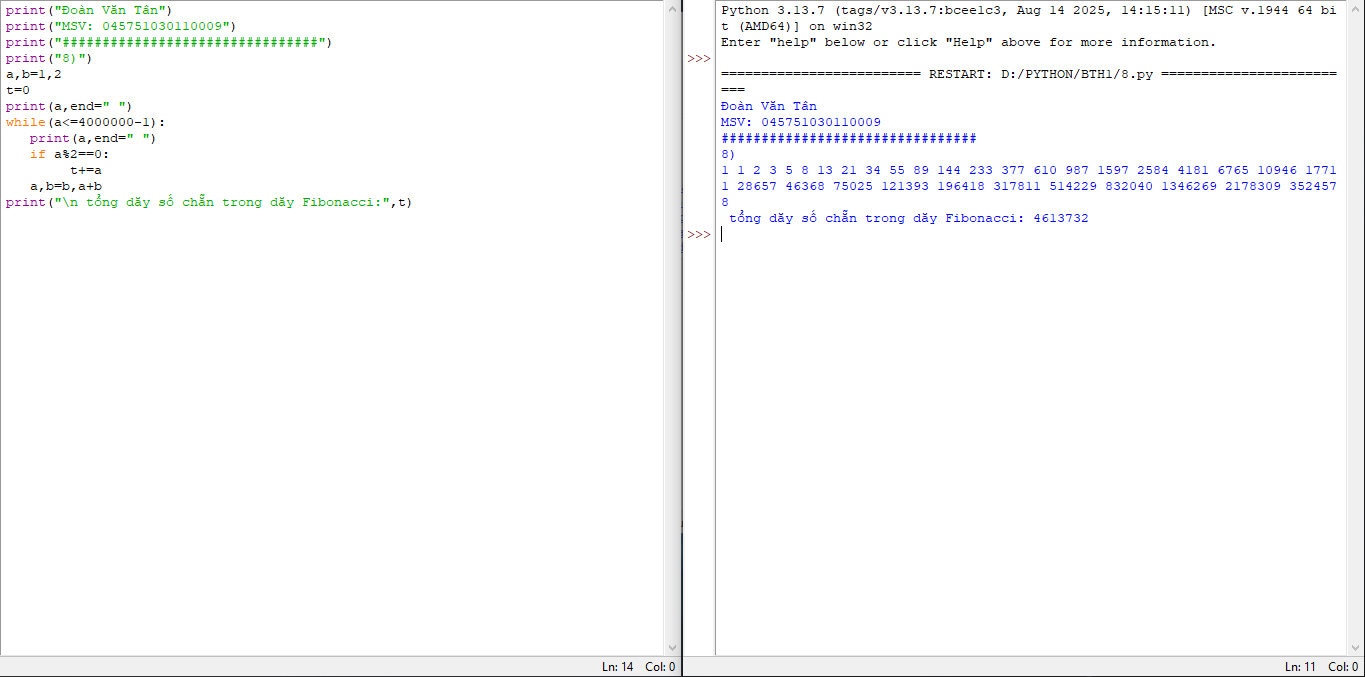 print("Đoàn Văn Tân")
print("MSV: 045751030110009")
print("################################")
print("8)")
a,b=1,2
t=0
print(a,end=" ")
while(a<=4000000-1):
   print(a,end=" ")
   if a%2==0:
        t+=a
   a,b=b,a+b
print("\n tổng dãy số chẵn trong dãy Fibonacci:",t)
Ln: 14 Col: 0
Python 3.13.7 (tags/v3.13.7:bcee1c3, Aug 14 2025, 14:15:11) [MSC v.1944 64 bi
t (AMD64)] on win32
Enter "help" below or click "Help" above for more information.
>>>
========================= RESTART: D:/PYTHON/BTH1/8.py ======================
===
Đoàn Văn Tân
MSV: 045751030110009
################################
8)
1 1 2 3 5 8 13 21 34 55 89 144 233 377 610 987 1597 2584 4181 6765 10946 1771
1 28657 46368 75025 121393 196418 317811 514229 832040 1346269 2178309 352457
8
 tổng dãy số chẵn trong dãy Fibonacci: 4613732
>>>
Ln: 11 Col: 0